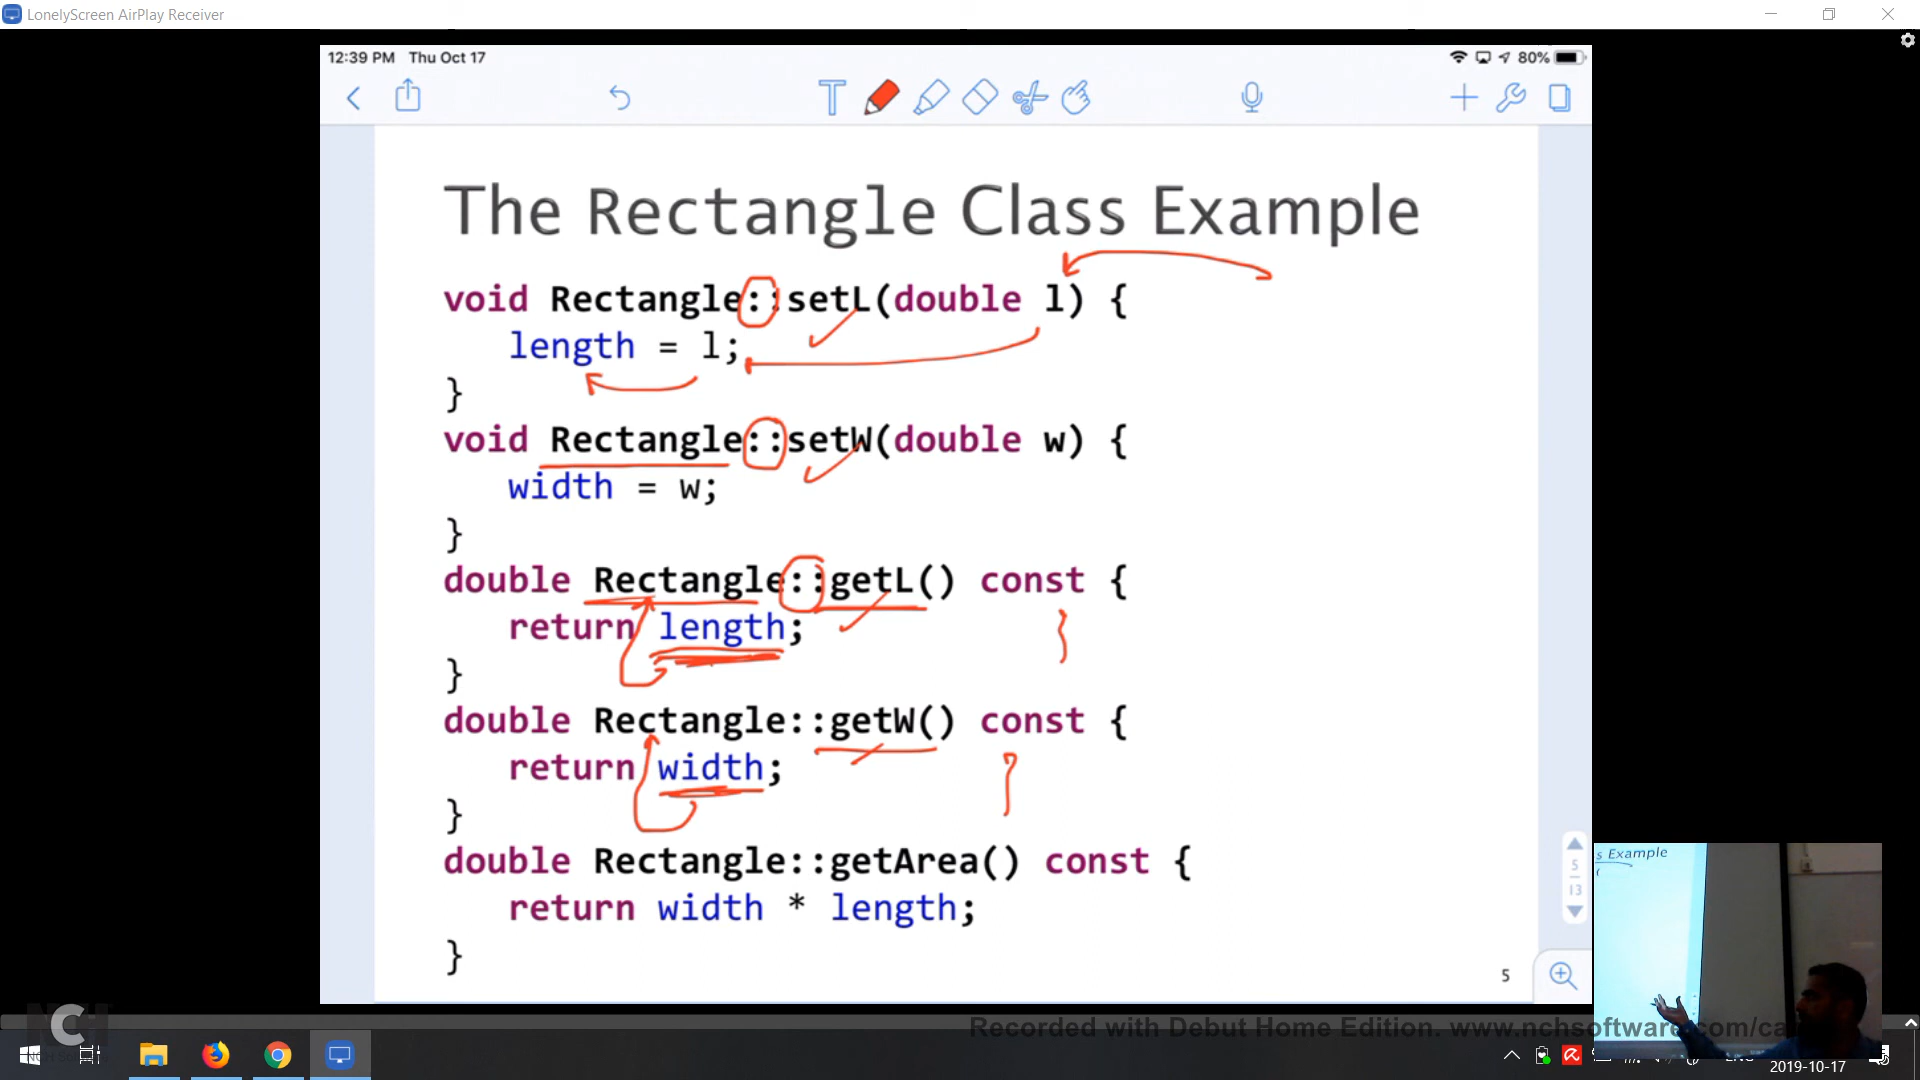 LonelyScreen AirPlay Receiver
12:39 PM Thu Oct 17
80%
The Rectangle Class Example
void Rectangle::setL(double l) {
length = l;
}
void Rectangle::setW(double w) {
width = w;
}
double Rectangle::getL() const {
return length;
}
double Rectangle::getW() const {
return width;
}
double Rectangle::getArea() const {
return width * length;
}
5
5
13
s Example
Recorded with Debut Home Edition. www.nchsoftware.com/ca
NCH
2019-10-17